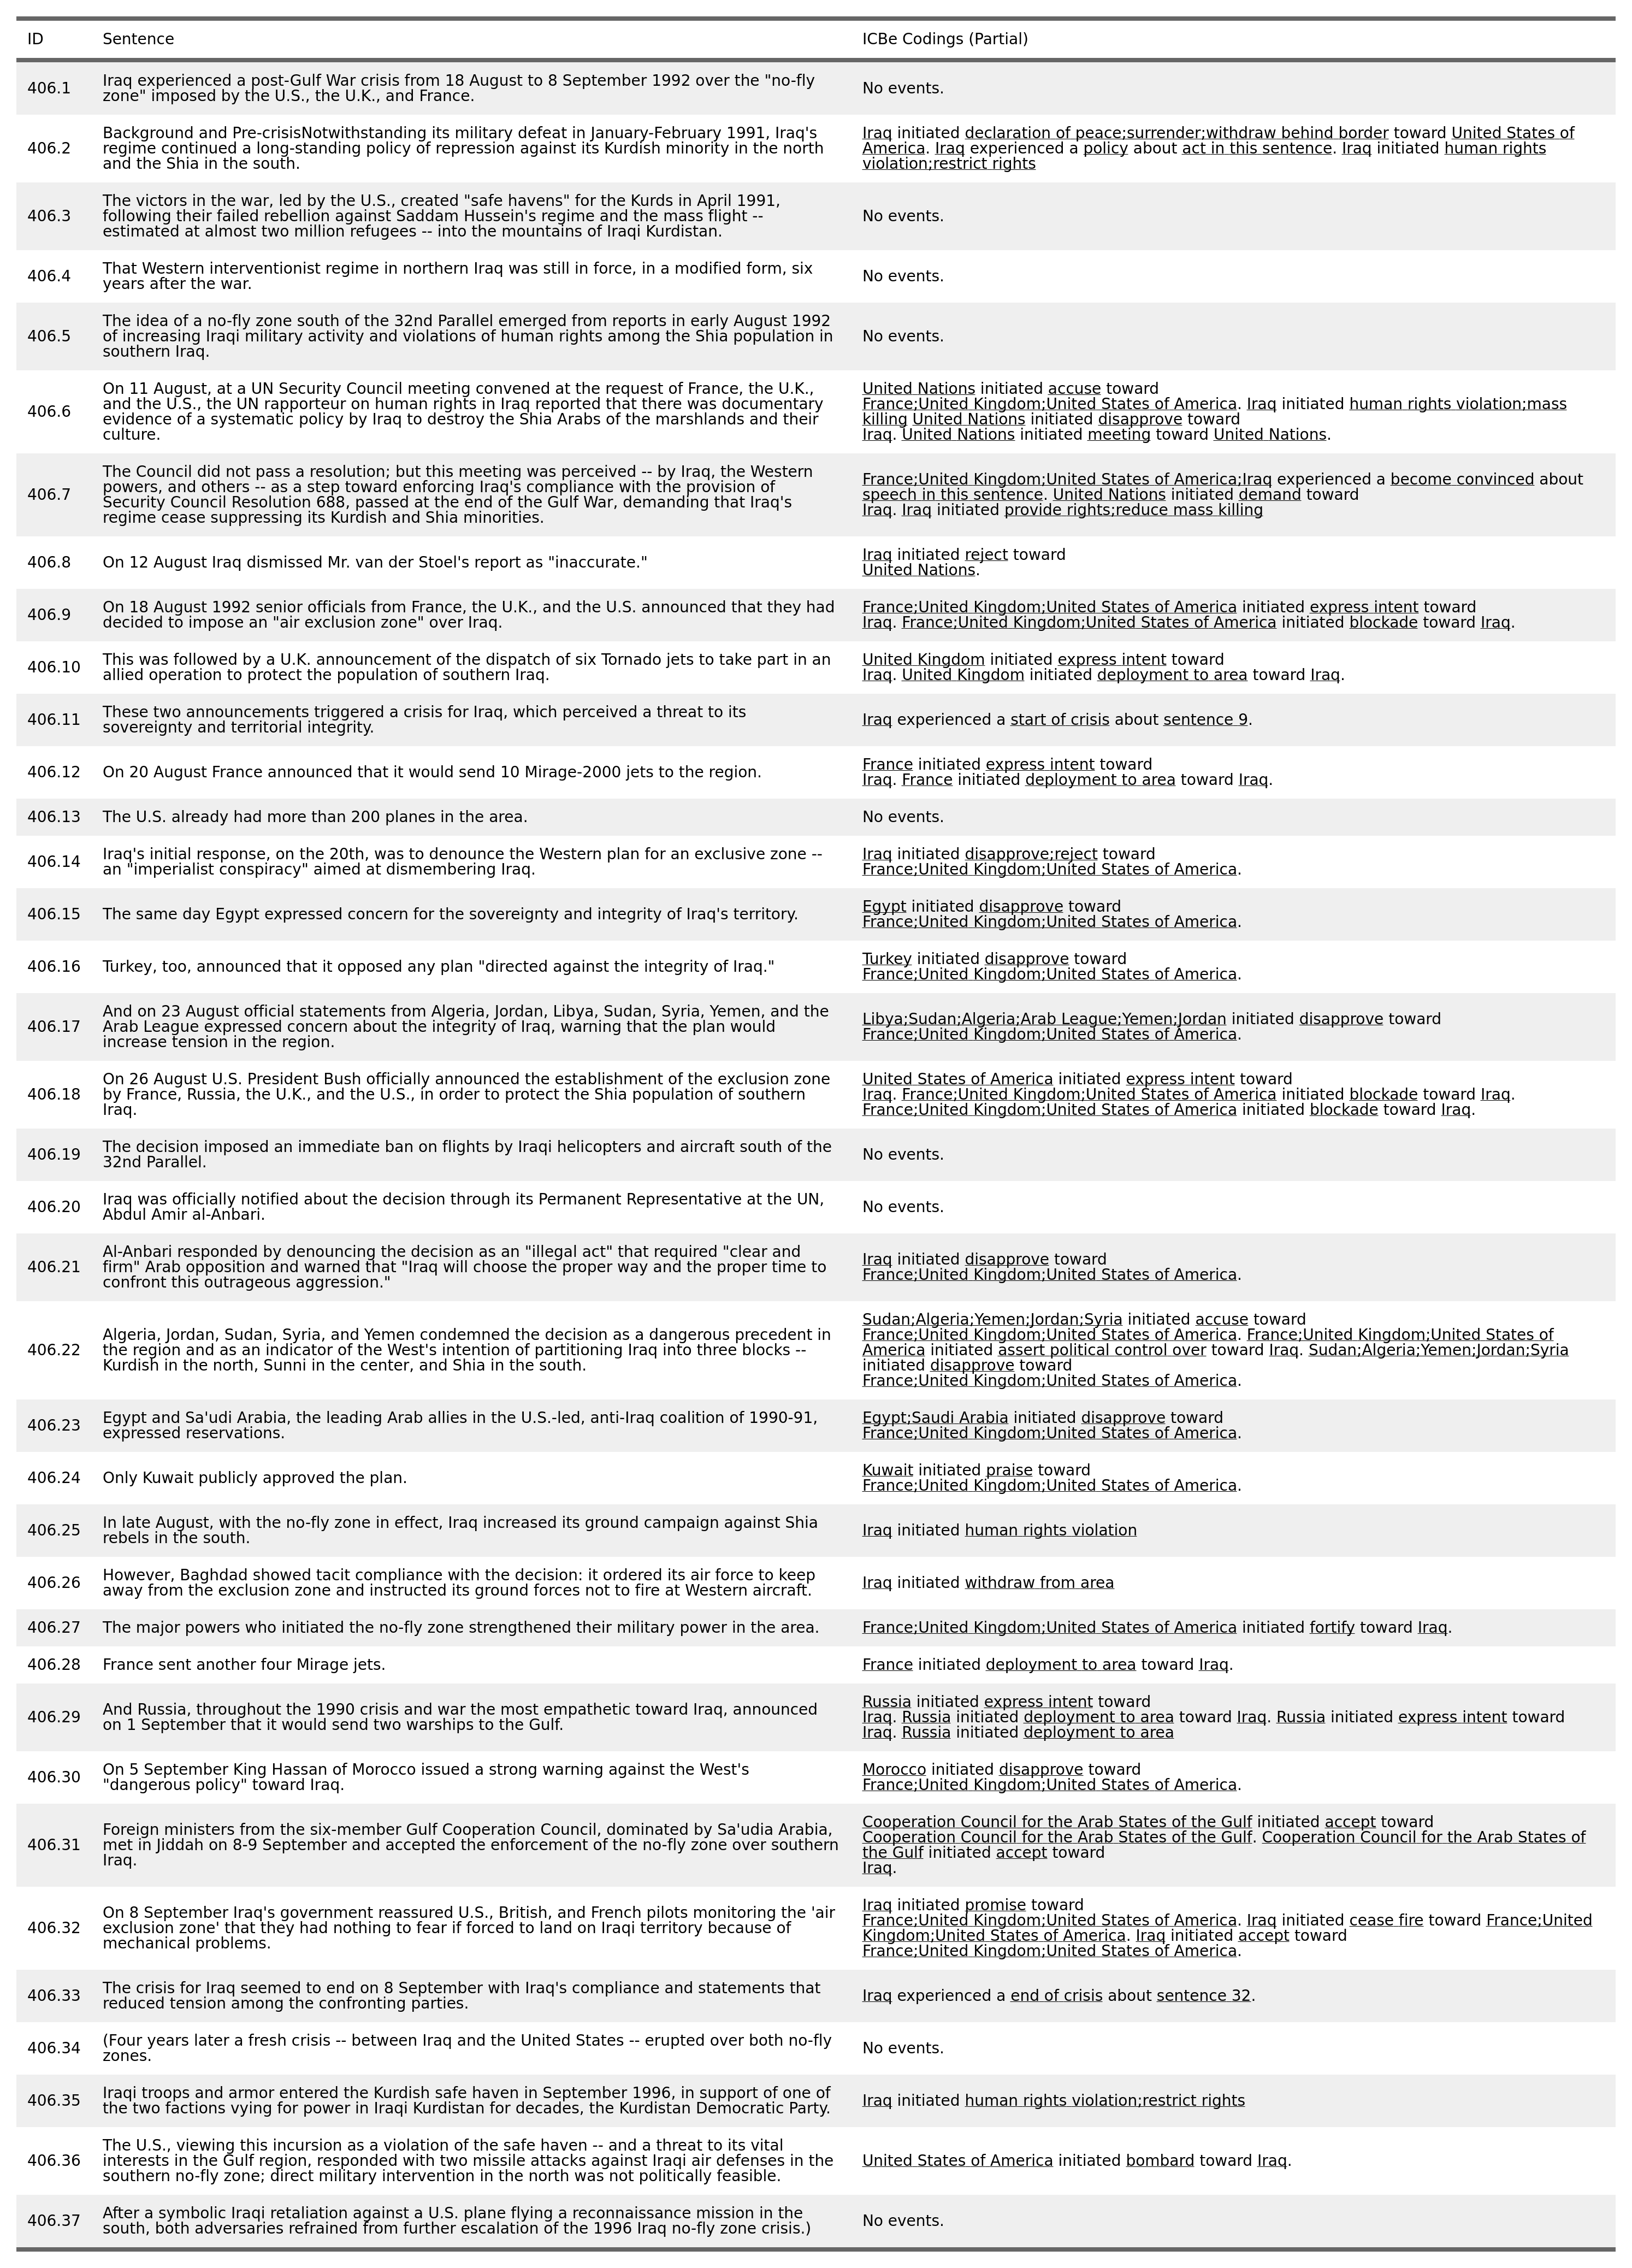 ID Sentence ICBe Codings (Partial)
406.1 Iraq experienced a post-Gulf War crisis from 18 August to 8 September 1992 over the "no-fly
zone" imposed by the U.S., the U.K., and France.
No events.
406.2 Background and Pre-crisisNotwithstanding its military defeat in January-February 1991, Iraq's
regime continued a long-standing policy of repression against its Kurdish minority in the north
and the Shia in the south.
Iraq initiated declaration of peace;surrender;withdraw behind border toward United States of
America. Iraq experienced a policy about act in this sentence. Iraq initiated human rights
violation;restrict rights
406.3 The victors in the war, led by the U.S., created "safe havens" for the Kurds in April 1991,
following their failed rebellion against Saddam Hussein's regime and the mass flight --
estimated at almost two million refugees -- into the mountains of Iraqi Kurdistan.
No events.
406.4 That Western interventionist regime in northern Iraq was still in force, in a modified form, six
years after the war.
No events.
406.5 The idea of a no-fly zone south of the 32nd Parallel emerged from reports in early August 1992
of increasing Iraqi military activity and violations of human rights among the Shia population in
southern Iraq.
No events.
406.6 On 11 August, at a UN Security Council meeting convened at the request of France, the U.K.,
and the U.S., the UN rapporteur on human rights in Iraq reported that there was documentary
evidence of a systematic policy by Iraq to destroy the Shia Arabs of the marshlands and their
culture.
United Nations initiated accuse toward
France;United Kingdom;United States of America. Iraq initiated human rights violation;mass
killing United Nations initiated disapprove toward
Iraq. United Nations initiated meeting toward United Nations.
406.7 The Council did not pass a resolution; but this meeting was perceived -- by Iraq, the Western
powers, and others -- as a step toward enforcing Iraq's compliance with the provision of
Security Council Resolution 688, passed at the end of the Gulf War, demanding that Iraq's
regime cease suppressing its Kurdish and Shia minorities.
France;United Kingdom;United States of America;Iraq experienced a become convinced about
speech in this sentence. United Nations initiated demand toward
Iraq. Iraq initiated provide rights;reduce mass killing
406.8 On 12 August Iraq dismissed Mr. van der Stoel's report as "inaccurate."
Iraq initiated reject toward
United Nations.
406.9 On 18 August 1992 senior officials from France, the U.K., and the U.S. announced that they had
decided to impose an "air exclusion zone" over Iraq.
France;United Kingdom;United States of America initiated express intent toward
Iraq. France;United Kingdom;United States of America initiated blockade toward Iraq.
406.10 This was followed by a U.K. announcement of the dispatch of six Tornado jets to take part in an
allied operation to protect the population of southern Iraq.
United Kingdom initiated express intent toward
Iraq. United Kingdom initiated deployment to area toward Iraq.
406.11 These two announcements triggered a crisis for Iraq, which perceived a threat to its
sovereignty and territorial integrity.
Iraq experienced a start of crisis about sentence 9.
406.12 On 20 August France announced that it would send 10 Mirage-2000 jets to the region.
France initiated express intent toward
Iraq. France initiated deployment to area toward Iraq.
406.13 The U.S. already had more than 200 planes in the area.
No events.
406.14 Iraq's initial response, on the 20th, was to denounce the Western plan for an exclusive zone --
an "imperialist conspiracy" aimed at dismembering Iraq.
Iraq initiated disapprove;reject toward
France;United Kingdom;United States of America.
406.15 The same day Egypt expressed concern for the sovereignty and integrity of Iraq's territory.
Egypt initiated disapprove toward
France;United Kingdom;United States of America.
406.16 Turkey, too, announced that it opposed any plan "directed against the integrity of Iraq."
Turkey initiated disapprove toward
France;United Kingdom;United States of America.
406.17 And on 23 August official statements from Algeria, Jordan, Libya, Sudan, Syria, Yemen, and the
Arab League expressed concern about the integrity of Iraq, warning that the plan would
increase tension in the region.
Libya;Sudan;Algeria;Arab League;Yemen;Jordan initiated disapprove toward
France;United Kingdom;United States of America.
406.18 On 26 August U.S. President Bush officially announced the establishment of the exclusion zone
by France, Russia, the U.K., and the U.S., in order to protect the Shia population of southern
Iraq.
United States of America initiated express intent toward
Iraq. France;United Kingdom;United States of America initiated blockade toward Iraq.
France;United Kingdom;United States of America initiated blockade toward Iraq.
406.19 The decision imposed an immediate ban on flights by Iraqi helicopters and aircraft south of the
32nd Parallel.
No events.
406.20 Iraq was officially notified about the decision through its Permanent Representative at the UN,
Abdul Amir al-Anbari.
No events.
406.21 Al-Anbari responded by denouncing the decision as an "illegal act" that required "clear and
firm" Arab opposition and warned that "Iraq will choose the proper way and the proper time to
confront this outrageous aggression."
Iraq initiated disapprove toward
France;United Kingdom;United States of America.
406.22 Algeria, Jordan, Sudan, Syria, and Yemen condemned the decision as a dangerous precedent in
the region and as an indicator of the West's intention of partitioning Iraq into three blocks --
Kurdish in the north, Sunni in the center, and Shia in the south.
Sudan;Algeria;Yemen;Jordan;Syria initiated accuse toward
France;United Kingdom;United States of America. France;United Kingdom;United States of
America initiated assert political control over toward Iraq. Sudan;Algeria;Yemen;Jordan;Syria
initiated disapprove toward
France;United Kingdom;United States of America.
406.23 Egypt and Sa'udi Arabia, the leading Arab allies in the U.S.-led, anti-Iraq coalition of 1990-91,
expressed reservations.
Egypt;Saudi Arabia initiated disapprove toward
France;United Kingdom;United States of America.
406.24 Only Kuwait publicly approved the plan.
Kuwait initiated praise toward
France;United Kingdom;United States of America.
406.25 In late August, with the no-fly zone in effect, Iraq increased its ground campaign against Shia
rebels in the south.
Iraq initiated human rights violation
406.26 However, Baghdad showed tacit compliance with the decision: it ordered its air force to keep
away from the exclusion zone and instructed its ground forces not to fire at Western aircraft.
Iraq initiated withdraw from area
406.27 The major powers who initiated the no-fly zone strengthened their military power in the area.
France;United Kingdom;United States of America initiated fortify toward Iraq.
406.28 France sent another four Mirage jets.
France initiated deployment to area toward Iraq.
406.29 And Russia, throughout the 1990 crisis and war the most empathetic toward Iraq, announced
on 1 September that it would send two warships to the Gulf.
Russia initiated express intent toward
Iraq. Russia initiated deployment to area toward Iraq. Russia initiated express intent toward
Iraq. Russia initiated deployment to area
406.30 On 5 September King Hassan of Morocco issued a strong warning against the West's
"dangerous policy" toward Iraq.
Morocco initiated disapprove toward
France;United Kingdom;United States of America.
406.31 Foreign ministers from the six-member Gulf Cooperation Council, dominated by Sa'udia Arabia,
met in Jiddah on 8-9 September and accepted the enforcement of the no-fly zone over southern
Iraq.
Cooperation Council for the Arab States of the Gulf initiated accept toward
Cooperation Council for the Arab States of the Gulf. Cooperation Council for the Arab States of
the Gulf initiated accept toward
Iraq.
406.32 On 8 September Iraq's government reassured U.S., British, and French pilots monitoring the 'air
exclusion zone' that they had nothing to fear if forced to land on Iraqi territory because of
mechanical problems.
Iraq initiated promise toward
France;United Kingdom;United States of America. Iraq initiated cease fire toward France;United
Kingdom;United States of America. Iraq initiated accept toward
France;United Kingdom;United States of America.
406.33 The crisis for Iraq seemed to end on 8 September with Iraq's compliance and statements that
reduced tension among the confronting parties.
Iraq experienced a end of crisis about sentence 32.
406.34 (Four years later a fresh crisis -- between Iraq and the United States -- erupted over both no-fly
zones.
No events.
406.35 Iraqi troops and armor entered the Kurdish safe haven in September 1996, in support of one of
the two factions vying for power in Iraqi Kurdistan for decades, the Kurdistan Democratic Party.
Iraq initiated human rights violation;restrict rights
406.36 The U.S., viewing this incursion as a violation of the safe haven -- and a threat to its vital
interests in the Gulf region, responded with two missile attacks against Iraqi air defenses in the
southern no-fly zone; direct military intervention in the north was not politically feasible.
United States of America initiated bombard toward Iraq.
406.37 After a symbolic Iraqi retaliation against a U.S. plane flying a reconnaissance mission in the
south, both adversaries refrained from further escalation of the 1996 Iraq no-fly zone crisis.)
No events.